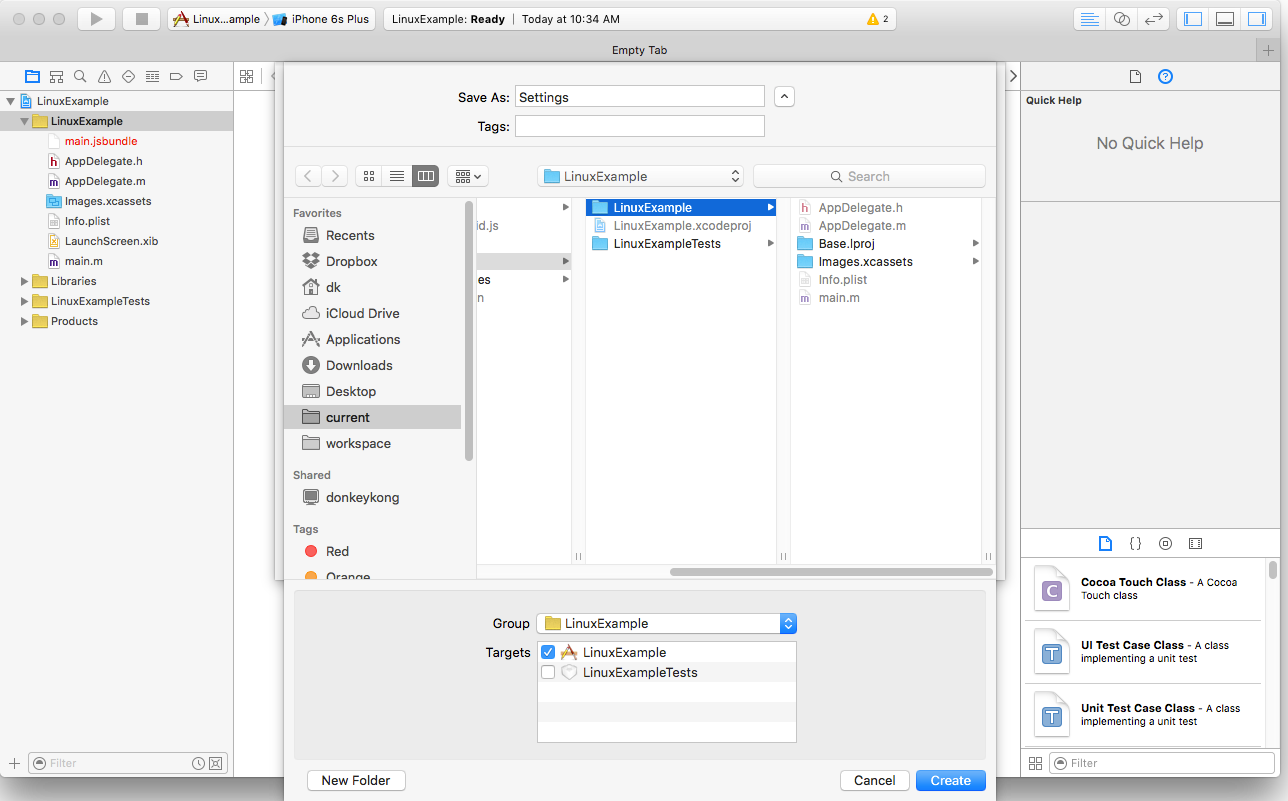 Linux...ample
iPhone 6s Plus
LinuxExample: Ready
Today at 10:34 AM
2
Empty Tab
LinuxExample
LinuxExample
main.jsbundle
AppDelegate.h
AppDelegate.m
Images.xcassets
Info.plist
LaunchScreen.xib
main.m
Libraries
LinuxExampleTests
Products
Filter
Save As: Settings
Tags:
LinuxExample
Search
Favorites
Recents
Dropbox
dk
iCloud Drive
Applications
Downloads
Desktop
current
workspace
Shared
donkeykong
Tags
Red
Orange
id.js
es
n
LinuxExample
LinuxExample.xcodeproj
LinuxExampleTests
AppDelegate.h
AppDelegate.m
Base.lproj
Images.xcassets
Info.plist
main.m
Group LinuxExample
Targets LinuxExample
LinuxExampleTests
New Folder
Cancel
Create
Quick Help
No Quick Help
C
Cocoa Touch Class - A Cocoa
Touch class
T
UI Test Case Class - A class
implementing a unit test
T
Unit Test Case Class - A class
implementing a unit test
Filter